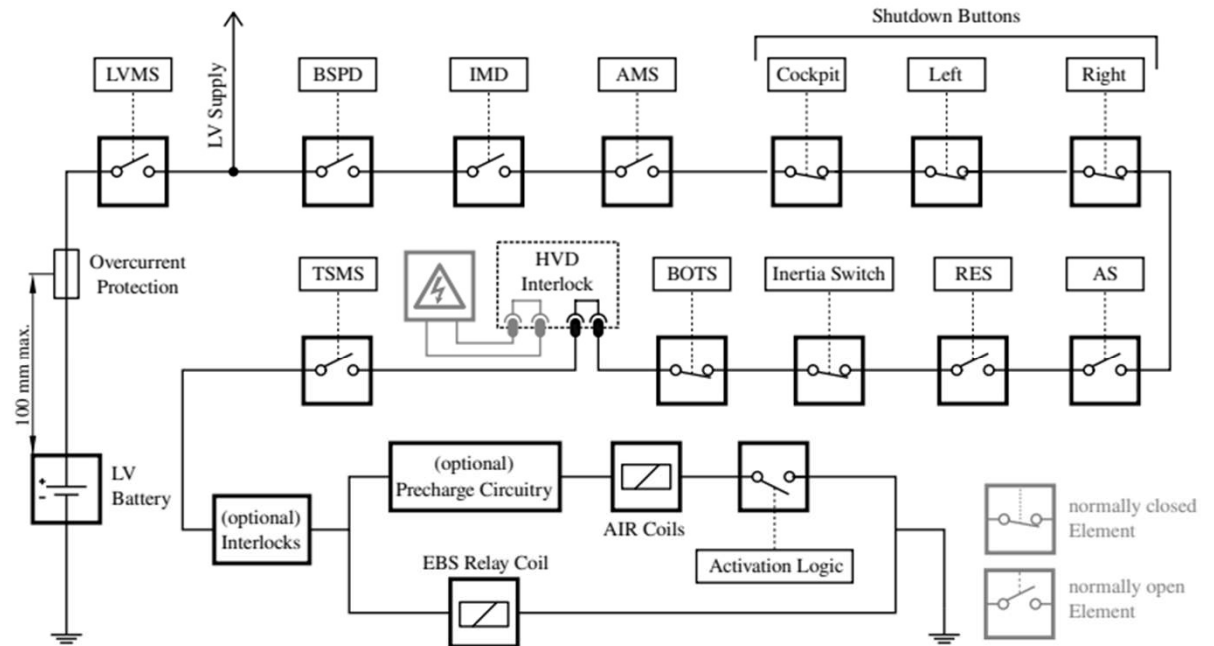 Shutdown Buttons
LVMS
BSPD
IMD
AMS
Cockpit
Left
Right
LV Supply
Overcurrent
Protection
100 mm max.
TSMS
HVD
Interlock
BOTS
Inertia Switch
RES
AS
+
-
LV
Battery
(optional)
Interlocks
(optional)
Precharge Circuitry
AIR Coils
Activation Logic
EBS Relay Coil
normally closed
Element
normally open
Element